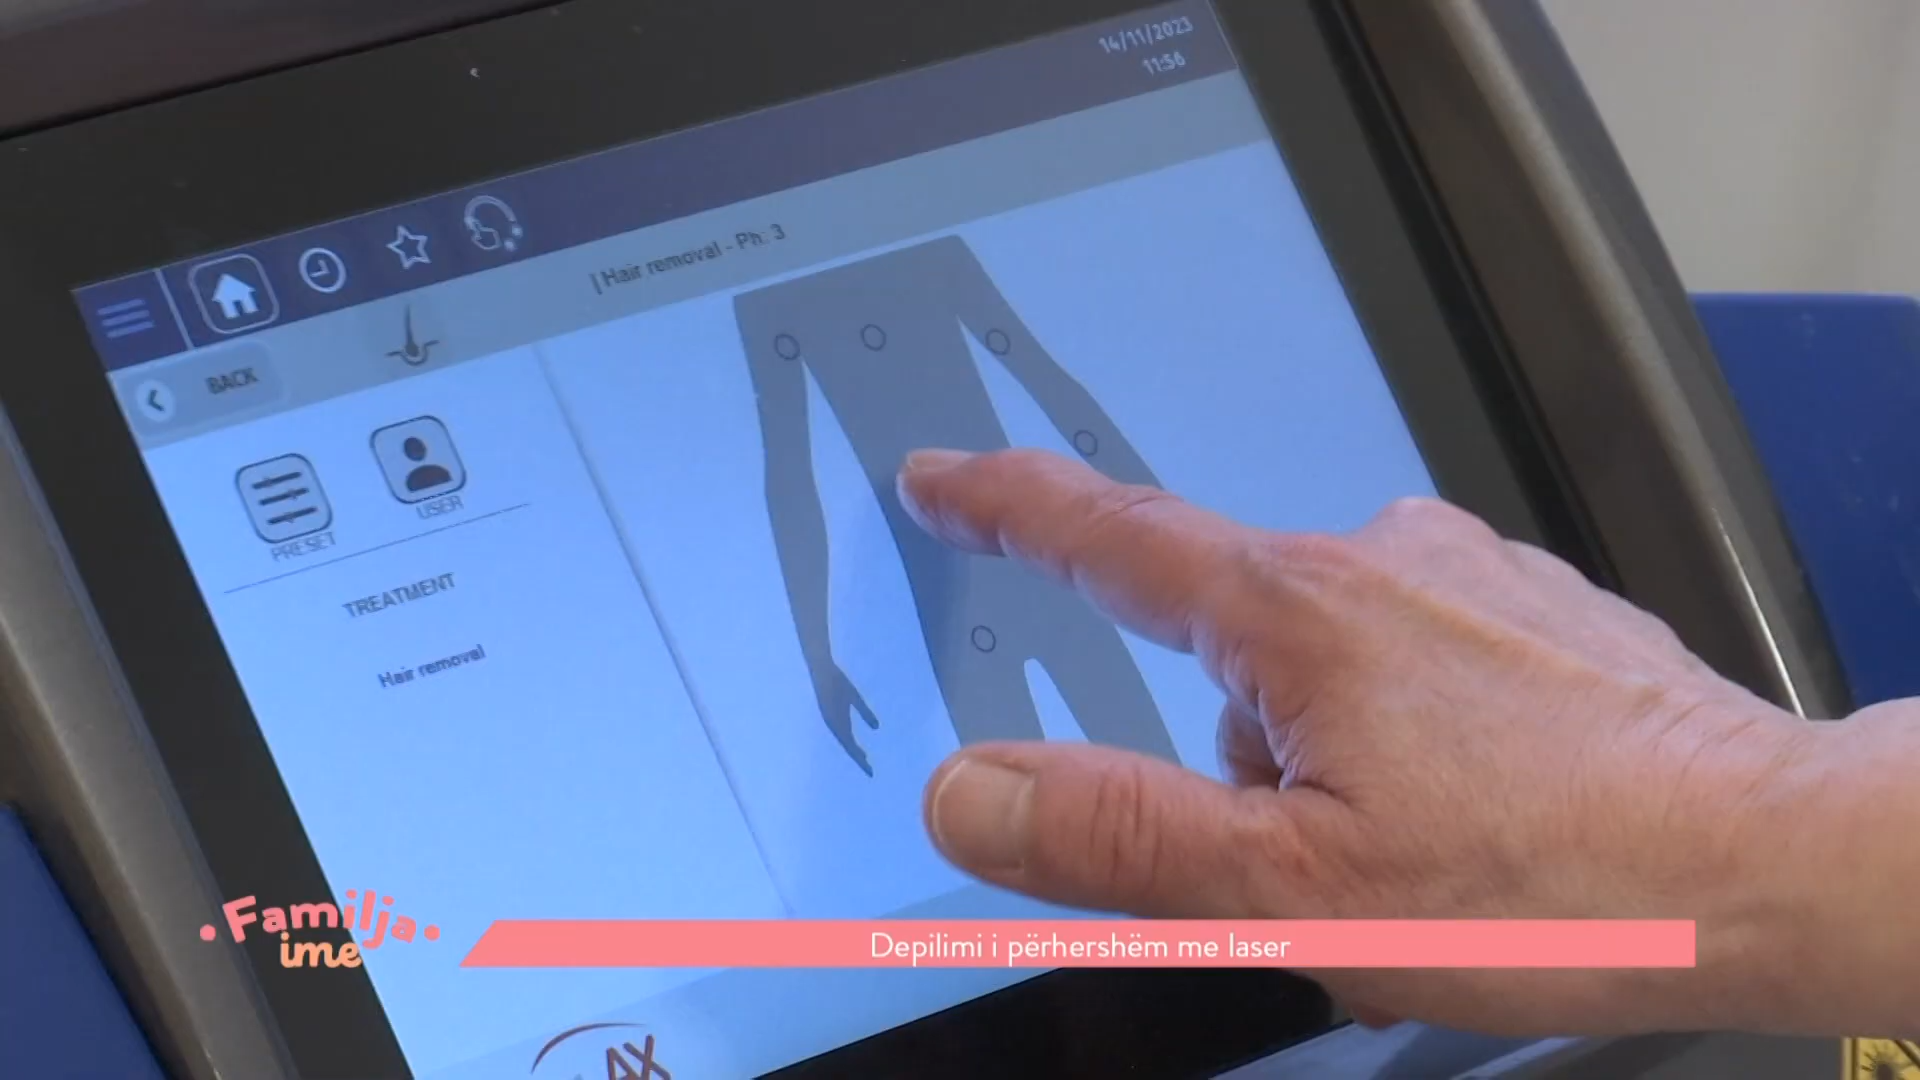 14/11/2023
11:56
| Hair removal - Ph: 3
BACK
PRESET
USER
TREATMENT
Hair removal
Familja
ime
Depilimi i përhershëm me laser
AX